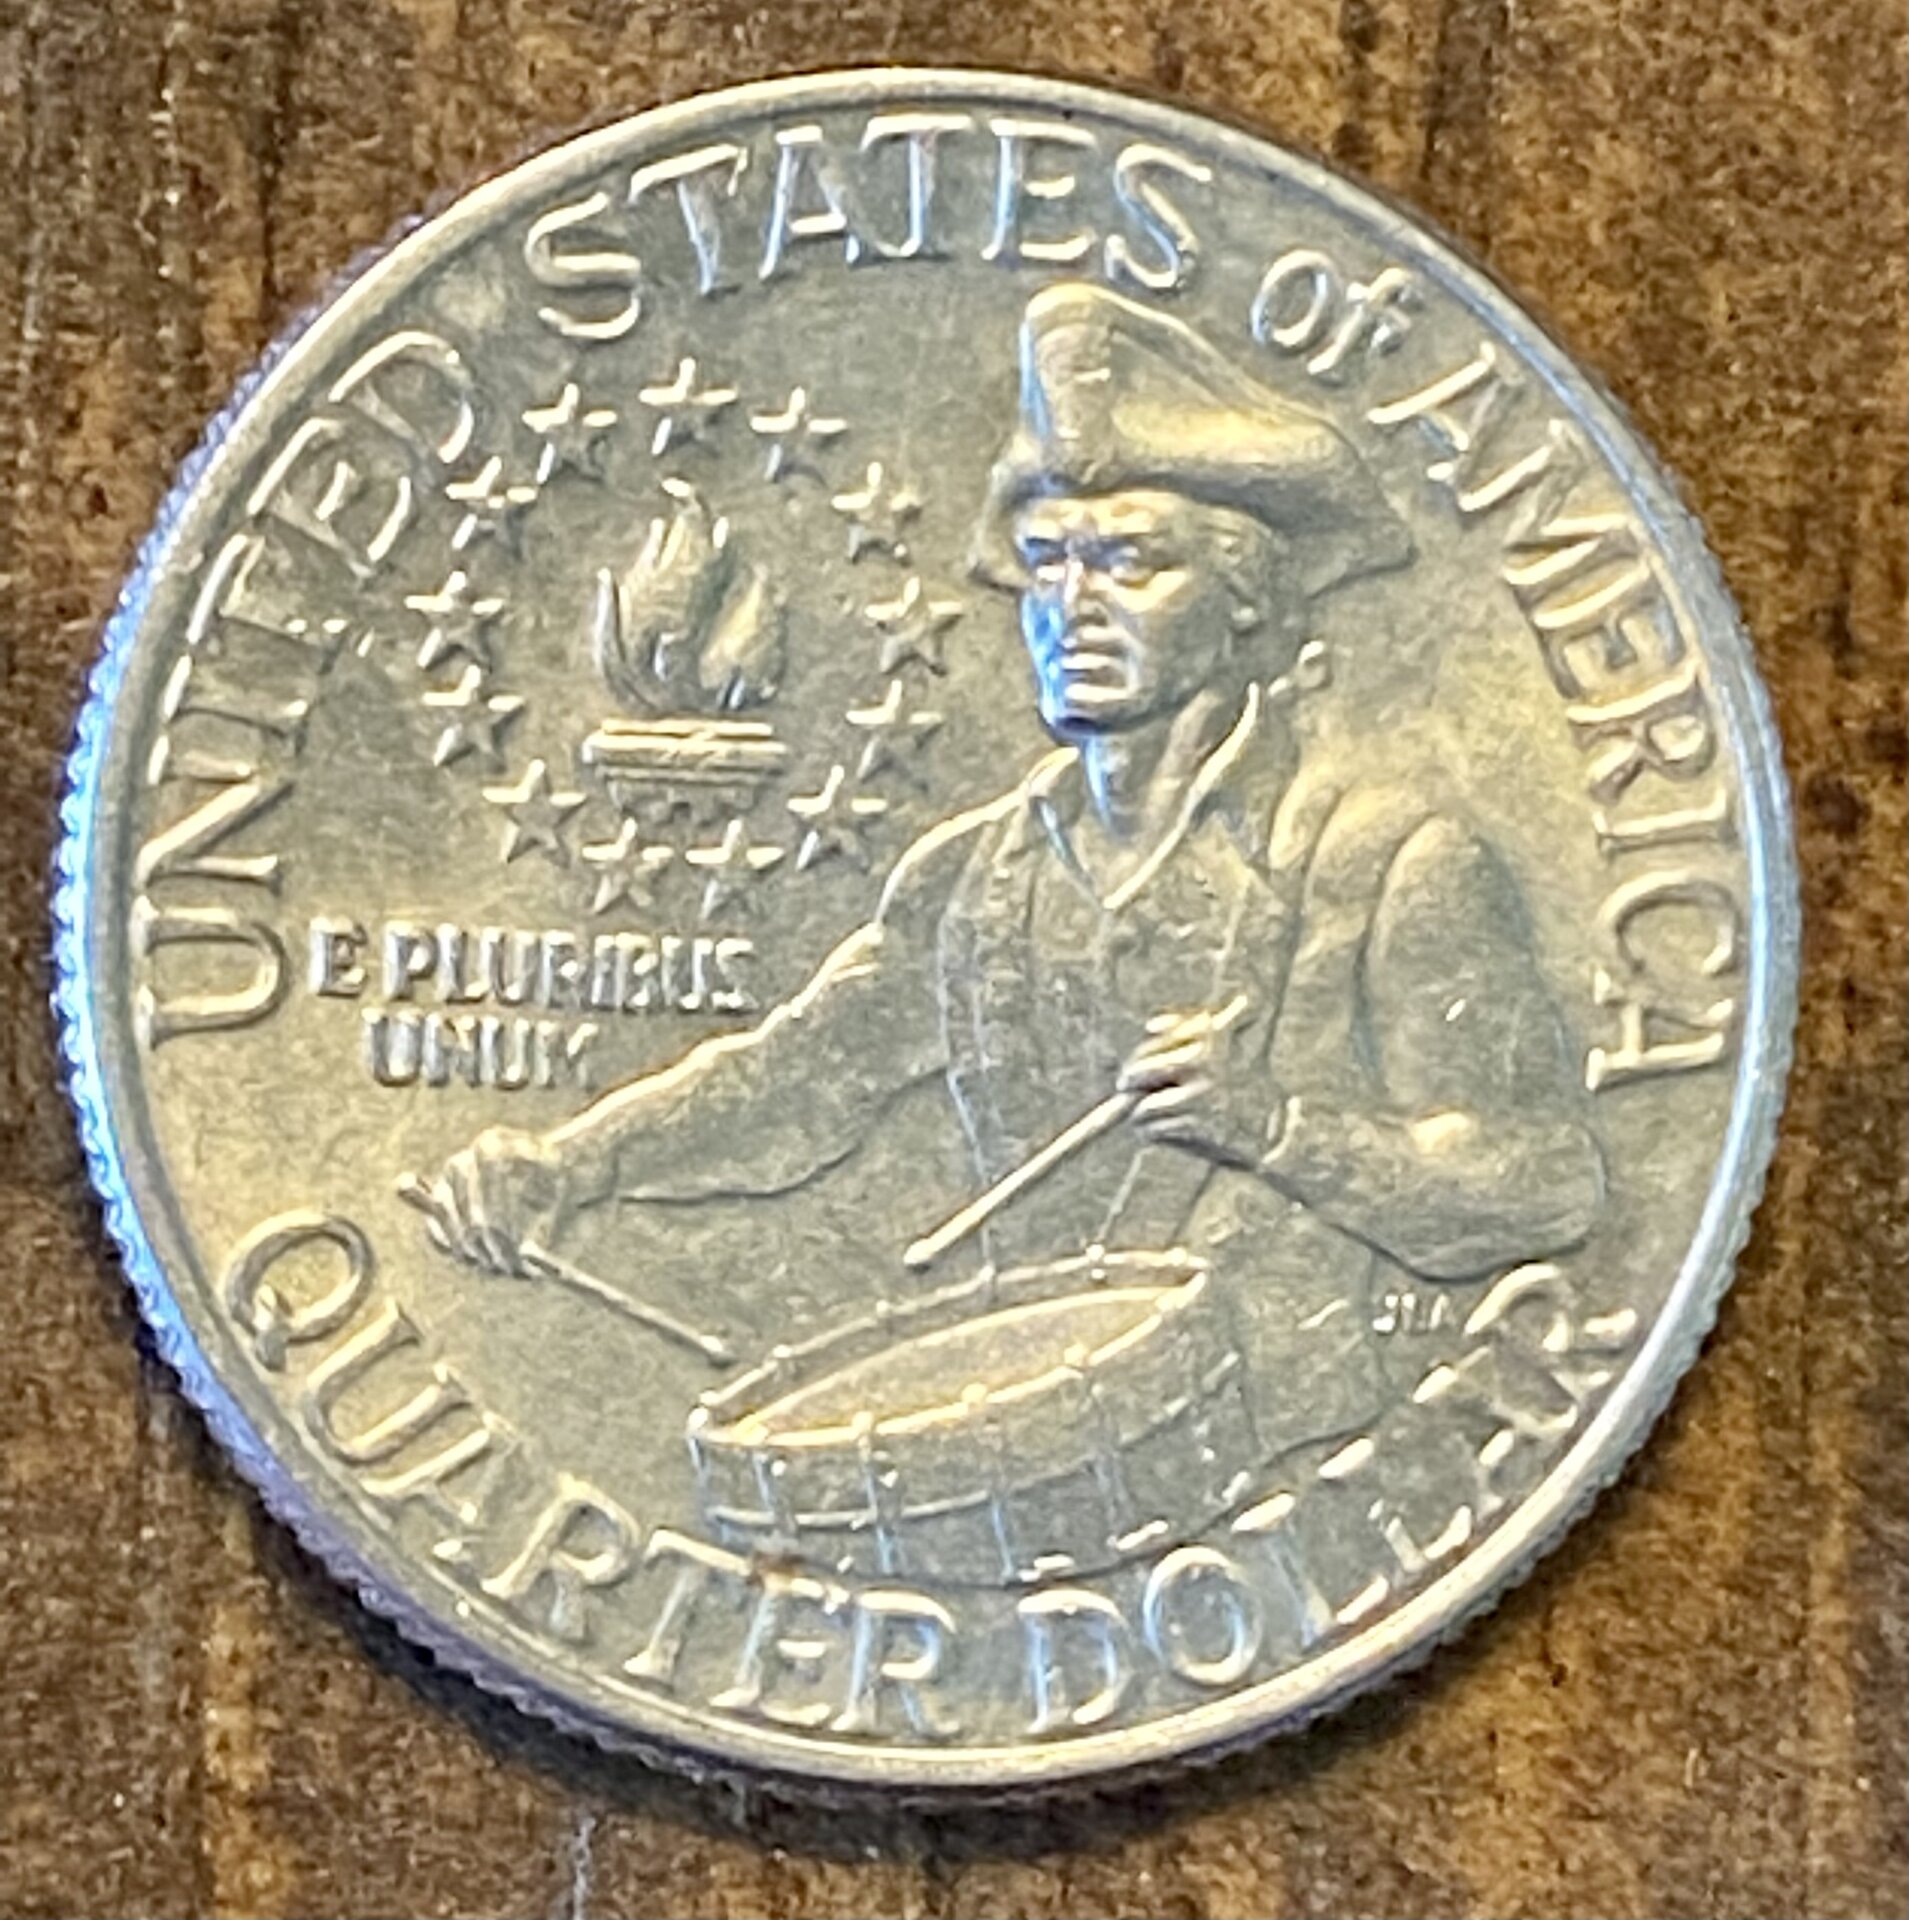 UNITED STATES of AMERICA
E PLURIBUS
UNUM
QUARTER DOLLAR